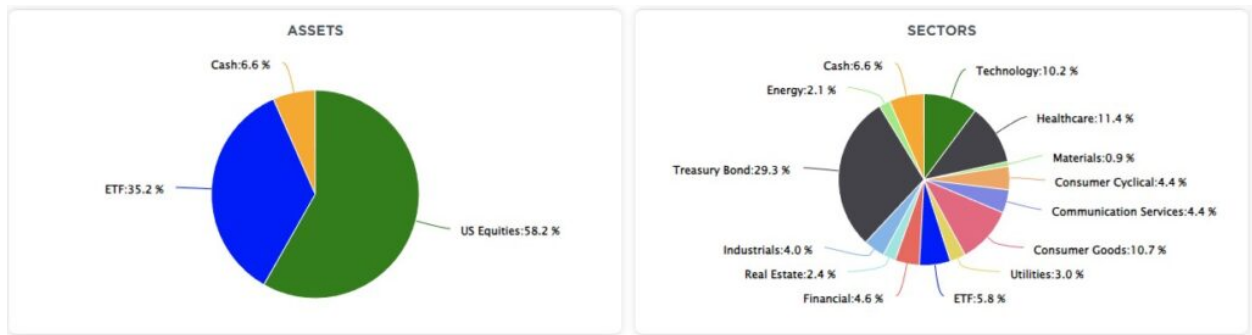 ASSETS
Cash:6.6 %
ETF:35.2 %
US Equities:58.2 %
SECTORS
Cash:6.6 %
Technology:10.2 %
Energy:2.1 %
Healthcare:11.4 %
Materials:0.9 %
Treasury Bond:29.3 %
Consumer Cyclical:4.4 %
Communication Services:4.4 %
Industrials:4.0 %
Consumer Goods:10.7 %
Real Estate:2.4 %
Utilities:3.0 %
Financial:4.6 %
ETF:5.8 %